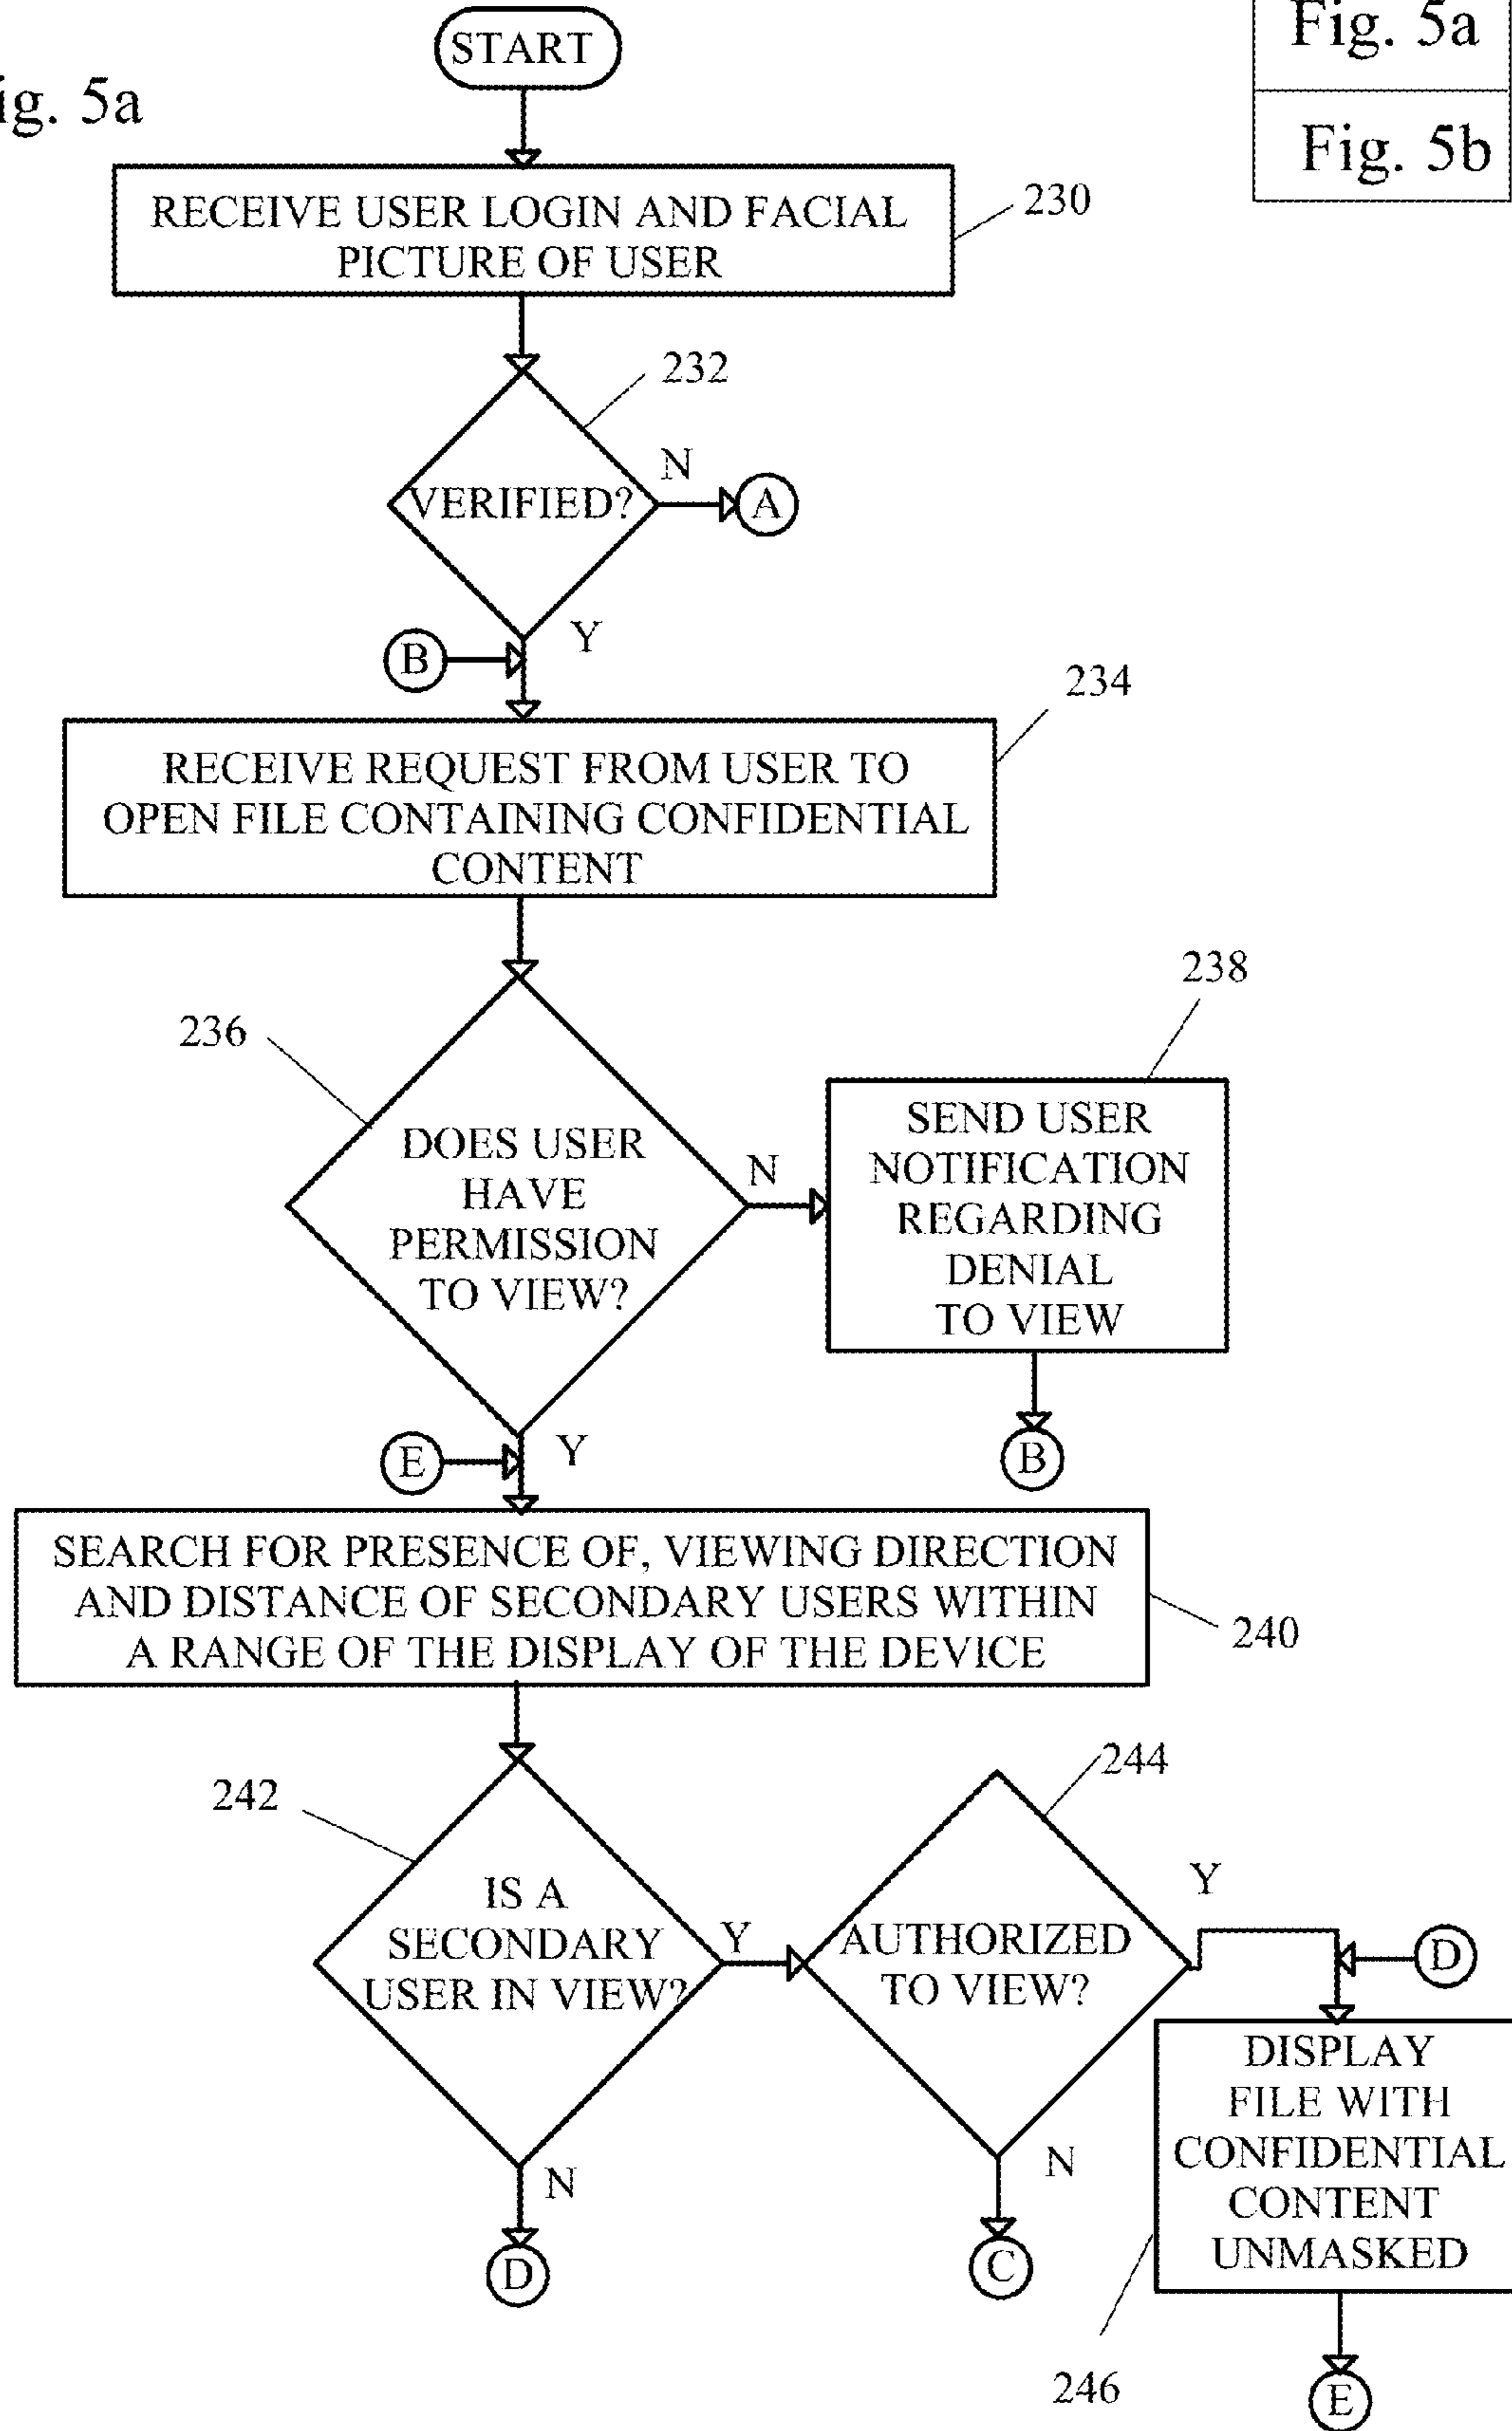 START
ig. 5a
Fig. 5a
Fig. 5b
RECEIVE USER LOGIN AND FACIAL
PICTURE OF USER
230
232
VERIFIED?
N
A
Y
B
234
RECEIVE REQUEST FROM USER TO
OPEN FILE CONTAINING CONFIDENTIAL
CONTENT
236
238
DOES USER
HAVE
PERMISSION
TO VIEW?
N
SEND USER
NOTIFICATION
REGARDING
DENIAL
TO VIEW
B
Y
E
SEARCH FOR PRESENCE OF, VIEWING DIRECTION
AND DISTANCE OF SECONDARY USERS WITHIN
A RANGE OF THE DISPLAY OF THE DEVICE
240
242
IS A
SECONDARY
USER IN VIEW?
Y
N
D
244
AUTHORIZED
TO VIEW?
Y
N
C
D
DISPLAY
FILE WITH
CONFIDENTIAL
CONTENT
UNMASKED
246
E